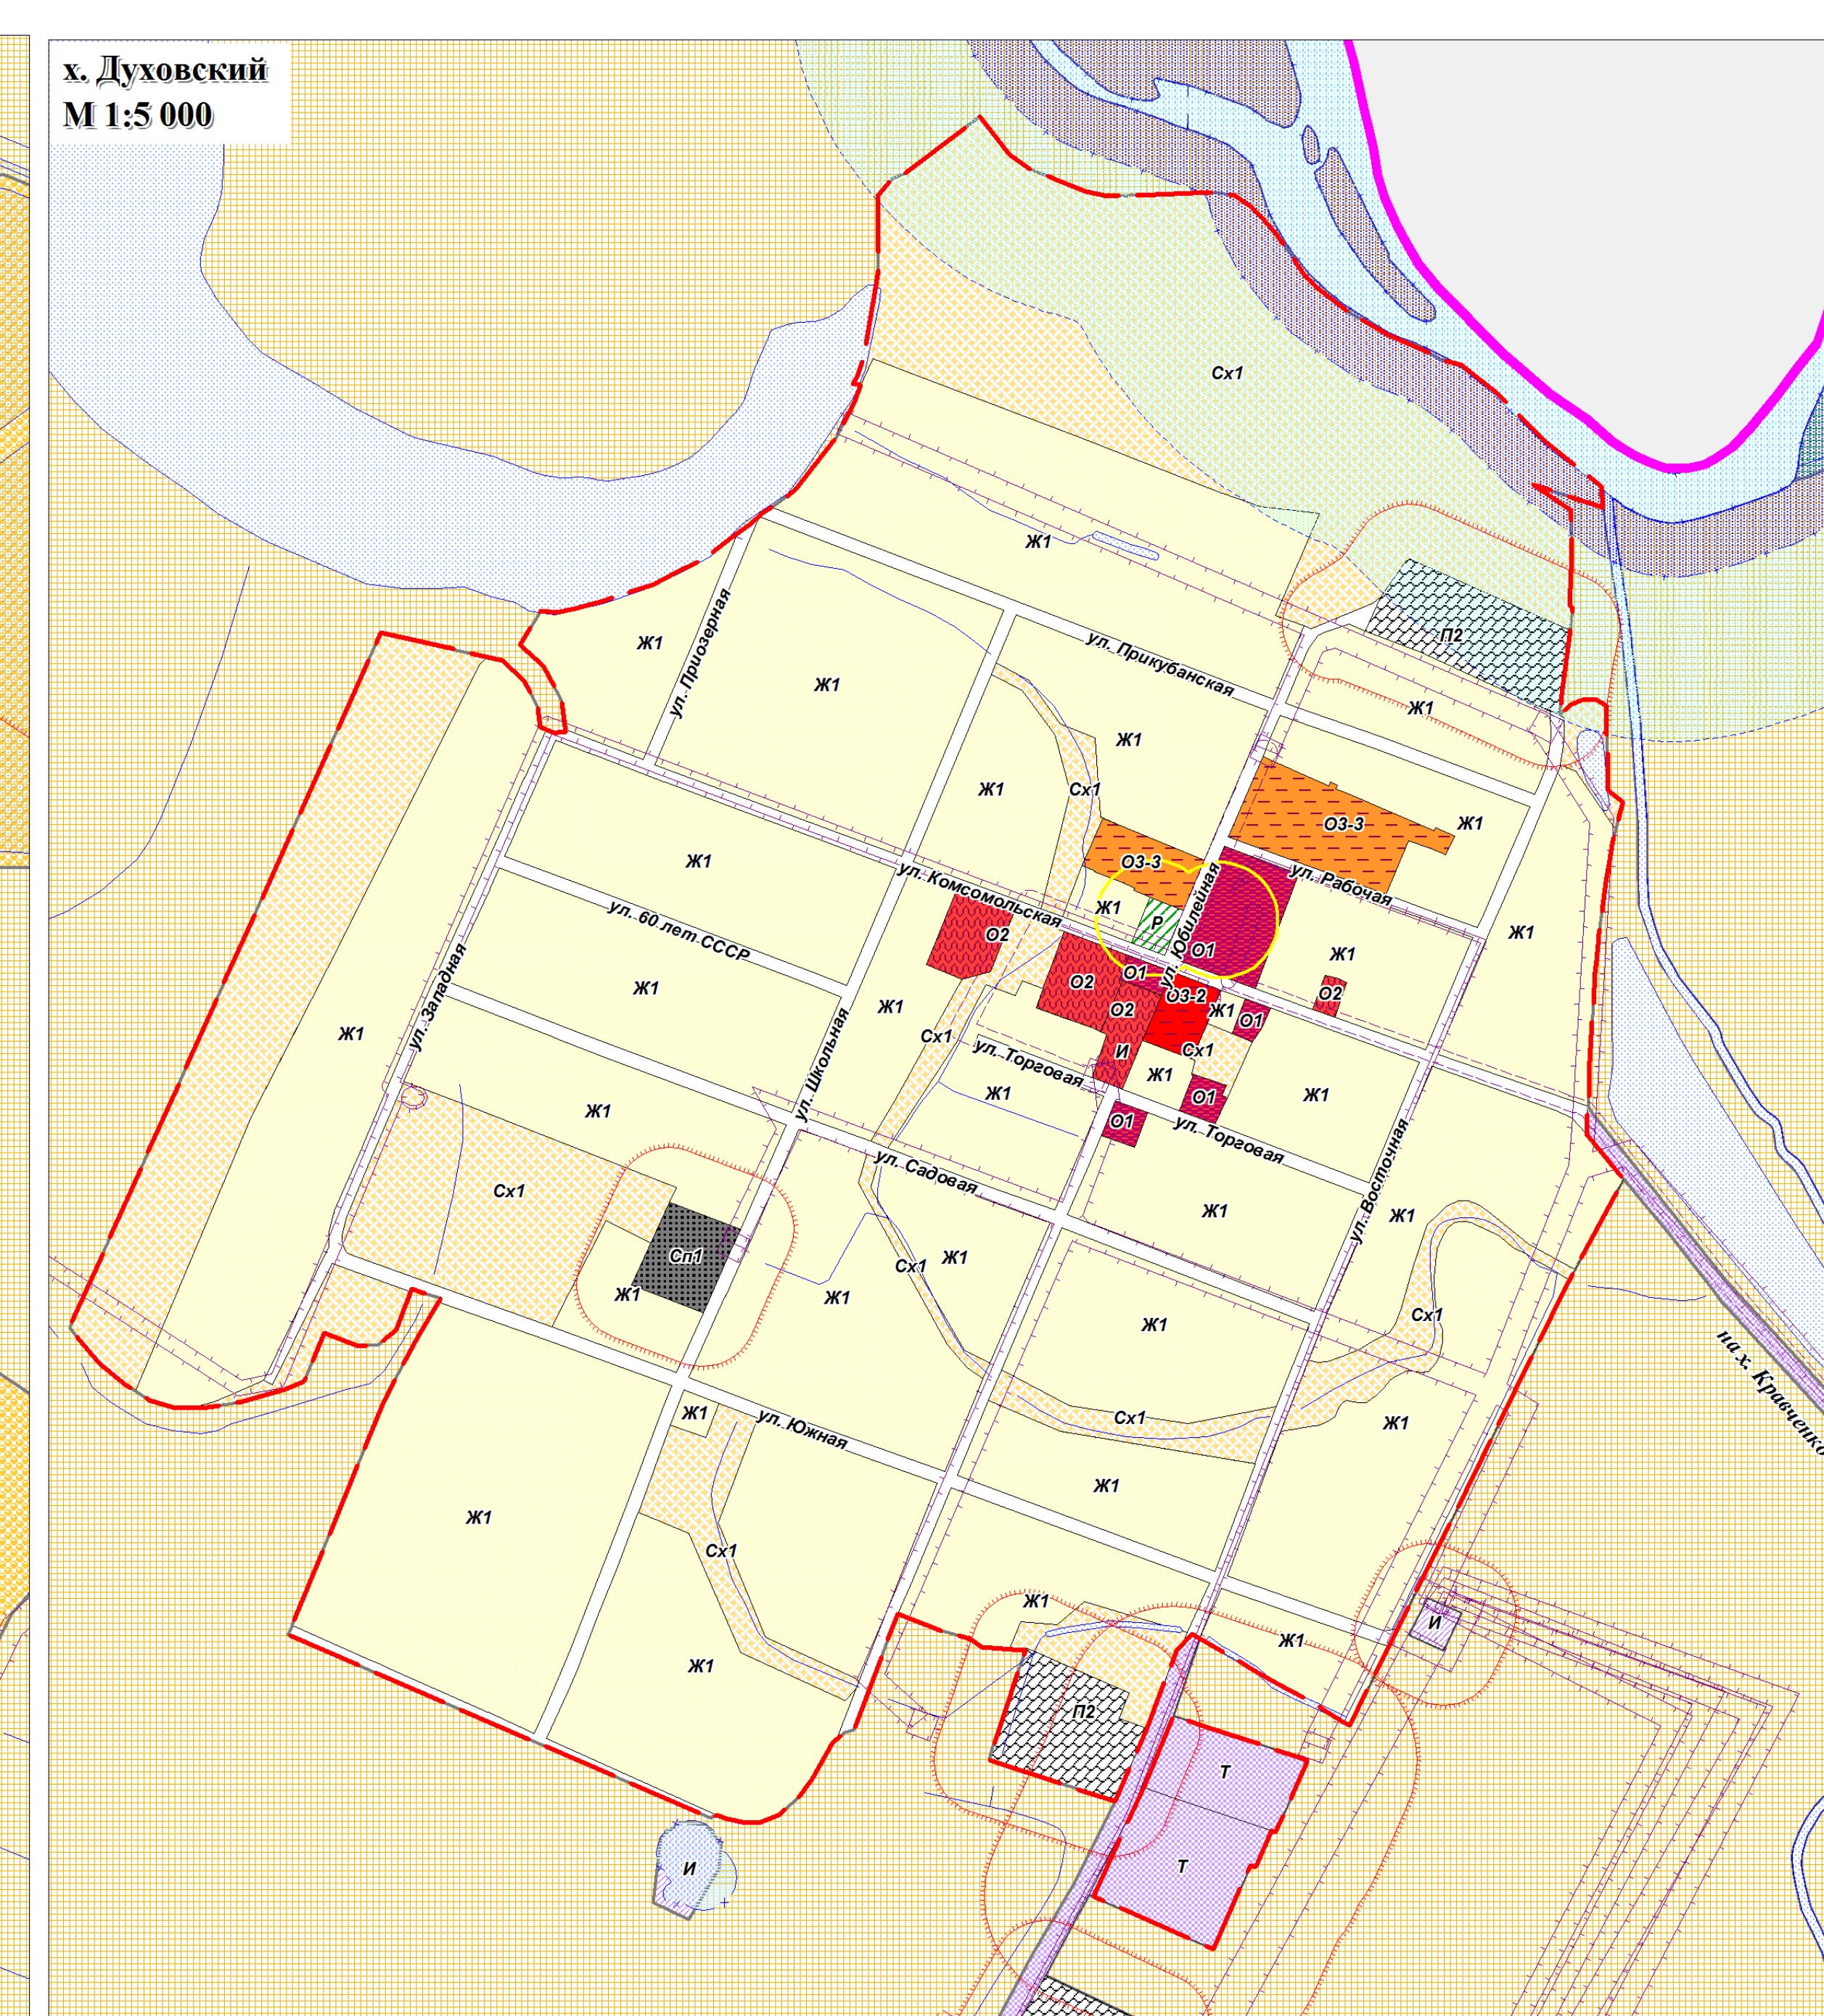 х. Духовский
М 1:5 000
Сх1
Ж1
П2
Ж1
ул. Приозерная
Ж1
ул. Прикубанская
Ж1
Ж1
Ж1
Сх1
О3-3
Ж1
О3-3
Ж1
ул. Комсомольская
ул. Рабочая
Ж1
Р
ул. Юбилейная
ул. 60 лет СССР
О2
О1
Ж1
Ж1
ул. Западная
О1
О2
О3-2
О2
Ж1
О2
Ж1
О1
Ж1
Ж1
Сх1
И
Сх1
ул. Торговая
Ж1
ул. Школьная
Ж1
О1
Ж1
Ж1
О1
ул. Торговая
ул. Садовая
ул. Восточная
Сх1
Ж1
Ж1
Сп1
Сх1
Ж1
Ж1
Ж1
Ж1
Сх1
на х. Кравченко
Ж1
ул. Южная
Сх1
Ж1
Ж1
Ж1
Сх1
Ж1
И
Ж1
Ж1
П2
Т
Т
И